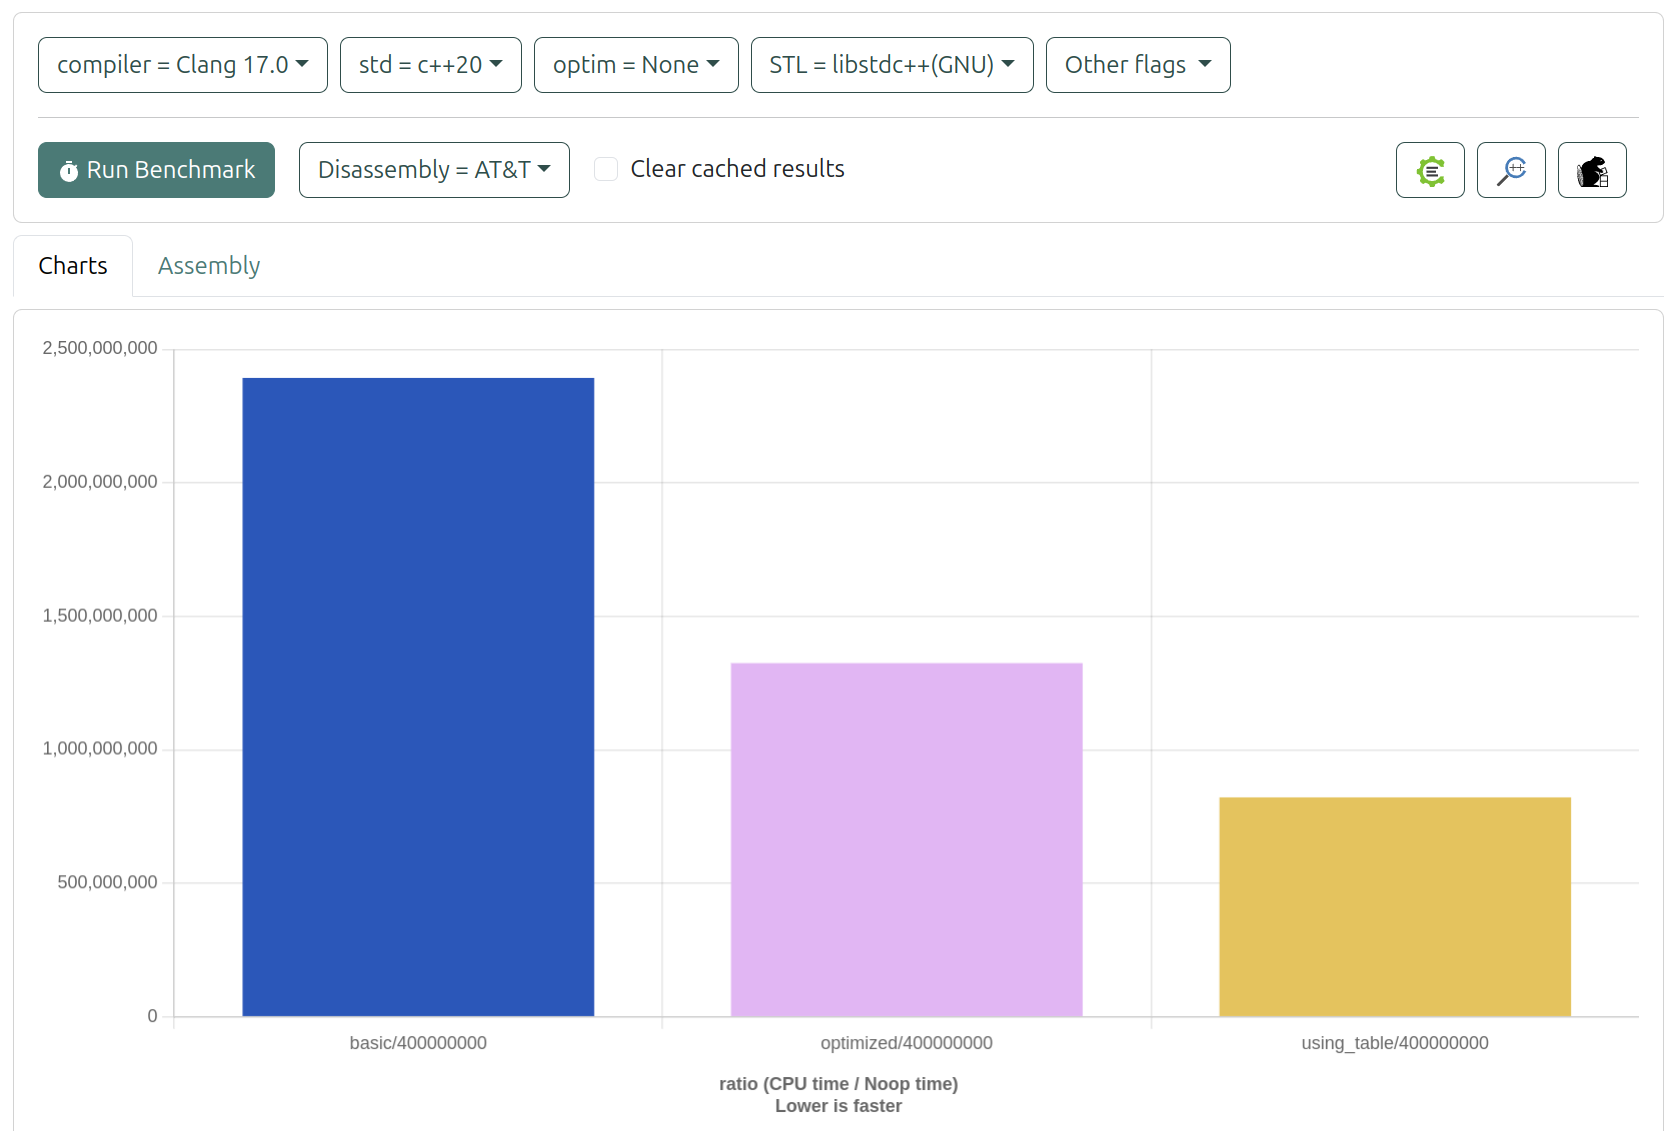 compiler = Clang 17.0 std = c++20 optim = None STL = libstdc++(GNU) Other flags
Run Benchmark Disassembly = AT&T Clear cached results
Charts Assembly
2,500,000,000
2,000,000,000
1,500,000,000
1,000,000,000
500,000,000
0
basic/400000000 optimized/400000000 using_table/400000000
ratio (CPU time / Noop time)
Lower is faster